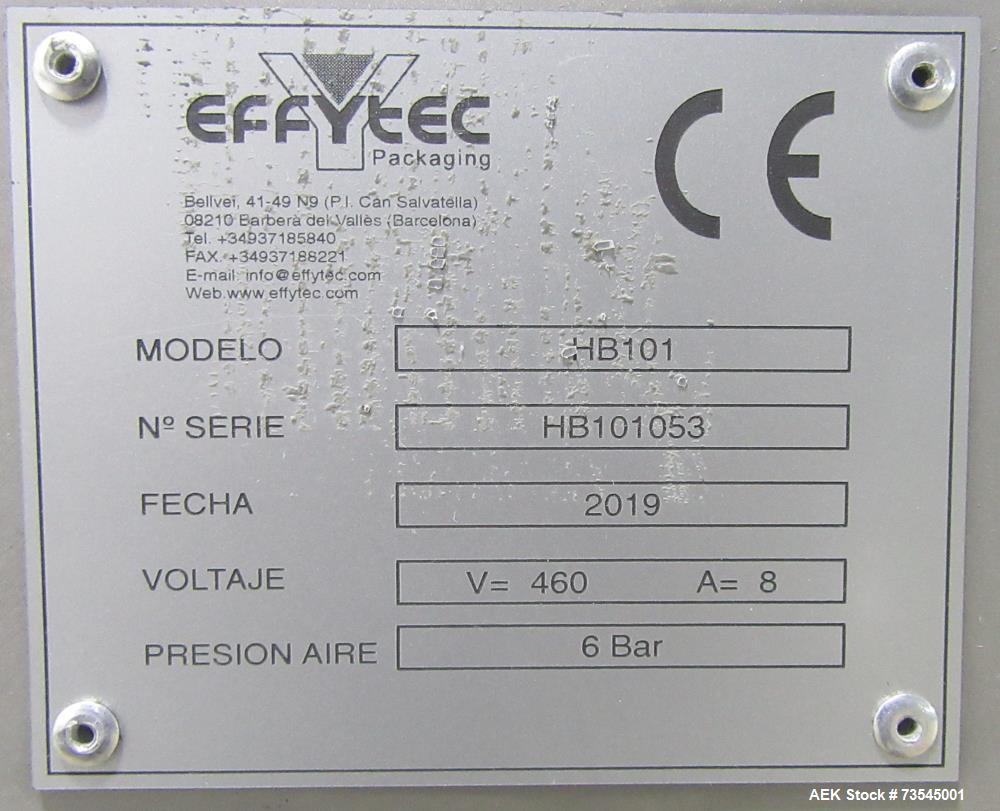 EFFYTEC
Packaging
CE
Bellvei, 41-49 N9 (P.I. Can Salvatella)
08210 Barberà del Vallès (Barcelona)
Tel. +34937185840
FAX. +34937188221
E-mail: info@effytec.com
Web.www.effytec.com
MODELO HB101
Nº SERIE HB101053
FECHA 2019
VOLTAJE V= 460 A= 8
PRESION AIRE 6 Bar
AEK Stock # 73545001